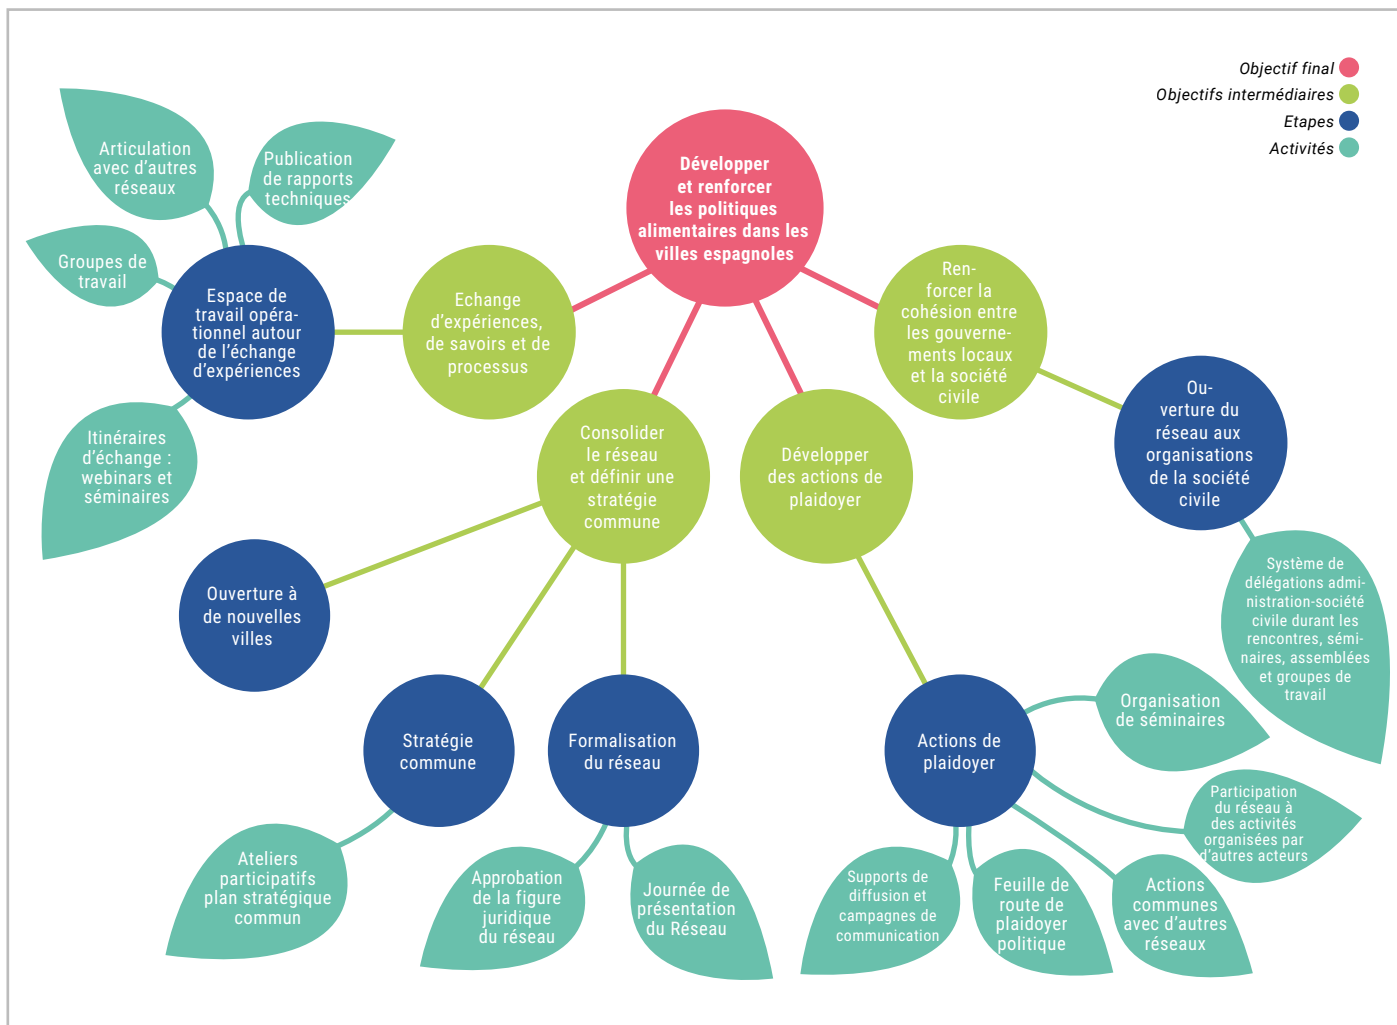 Objectif final
Objectifs intermédiaires
Etapes
Activités
Développer
et renforcer
les politiques
alimentaires dans les
villes espagnoles
Articulation
avec d'autres
réseaux
Publication
de rapports
techniques
Groupes de
travail
Espace de
travail opéra-
tionnel autour
de l'échange
d'expériences
Itinéraires
d'échange :
webinars et
séminaires
Echange
d'expériences,
de savoirs et de
processus
Consolider
le réseau
et définir une
stratégie
commune
Développer
des actions de
plaidoyer
Ren-
forcer la
cohésion entre
les gouverne-
ments locaux
et la société
civile
Ou-
verture du
réseau aux
organisations
de la société
civile
Système de
délégations admi-
nistration-société
civile durant les
rencontres, sémi-
naires, assemblées
et groupes de
travail
Ouverture à
de nouvelles
villes
Stratégie
commune
Formalisation
du réseau
Actions de
plaidoyer
Organisation
de séminaires
Participation
du réseau à
des activités
organisées par
d'autres acteurs
Ateliers
participatifs
plan stratégique
commun
Approbation
de la figure
juridique
du réseau
Journée de
présentation
du Réseau
Supports de
diffusion et
campagnes de
communication
Feuille de
route de
plaidoyer
politique
Actions
communes
avec d'autres
réseaux